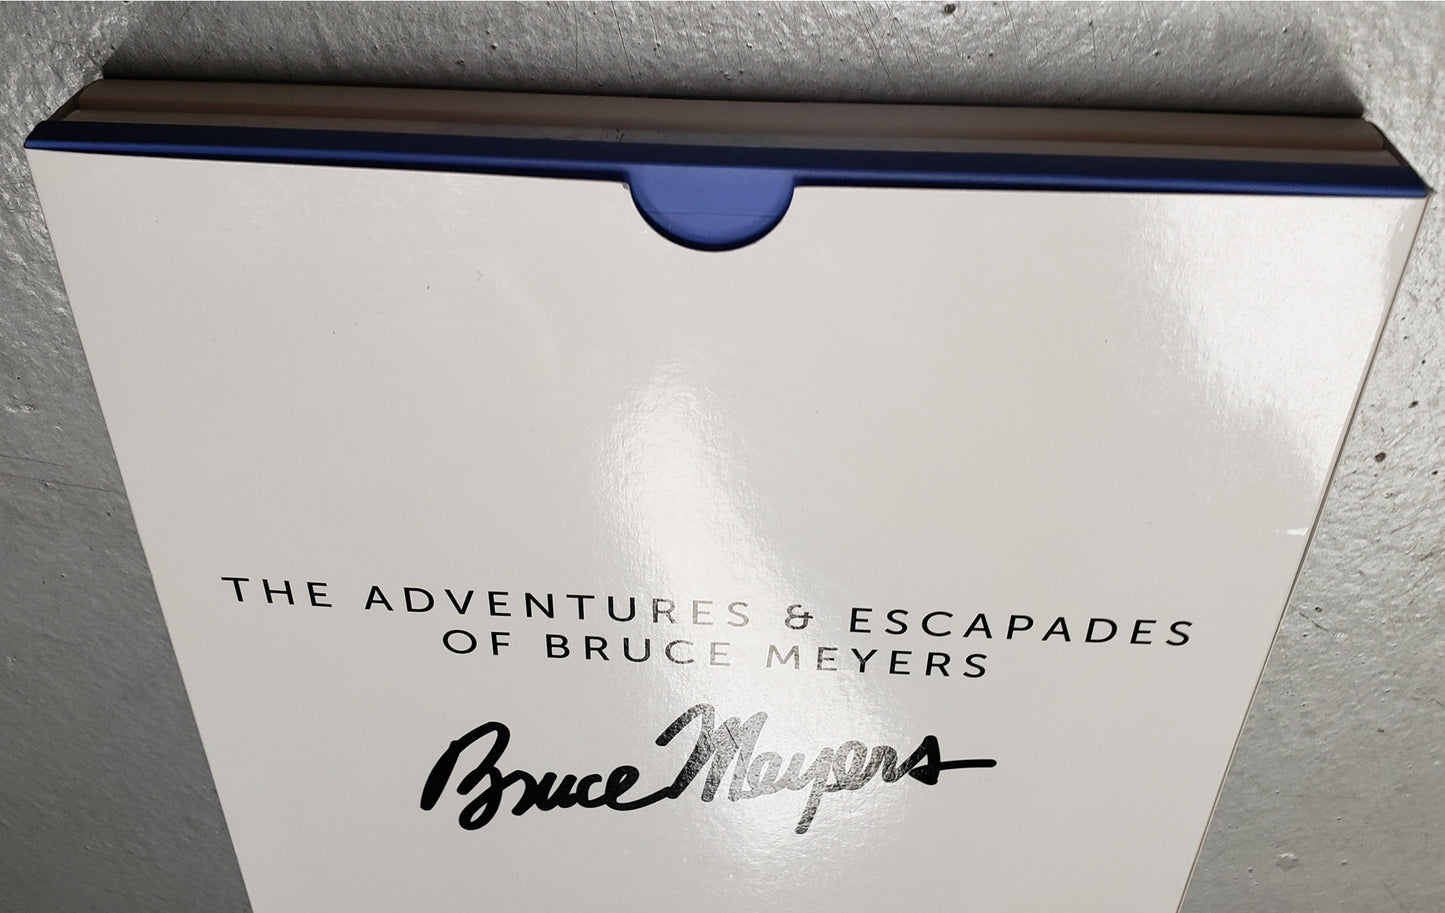 THE ADVENTURES & ESCAPADES
OF BRUCE MEYERS
Bruce Meyers